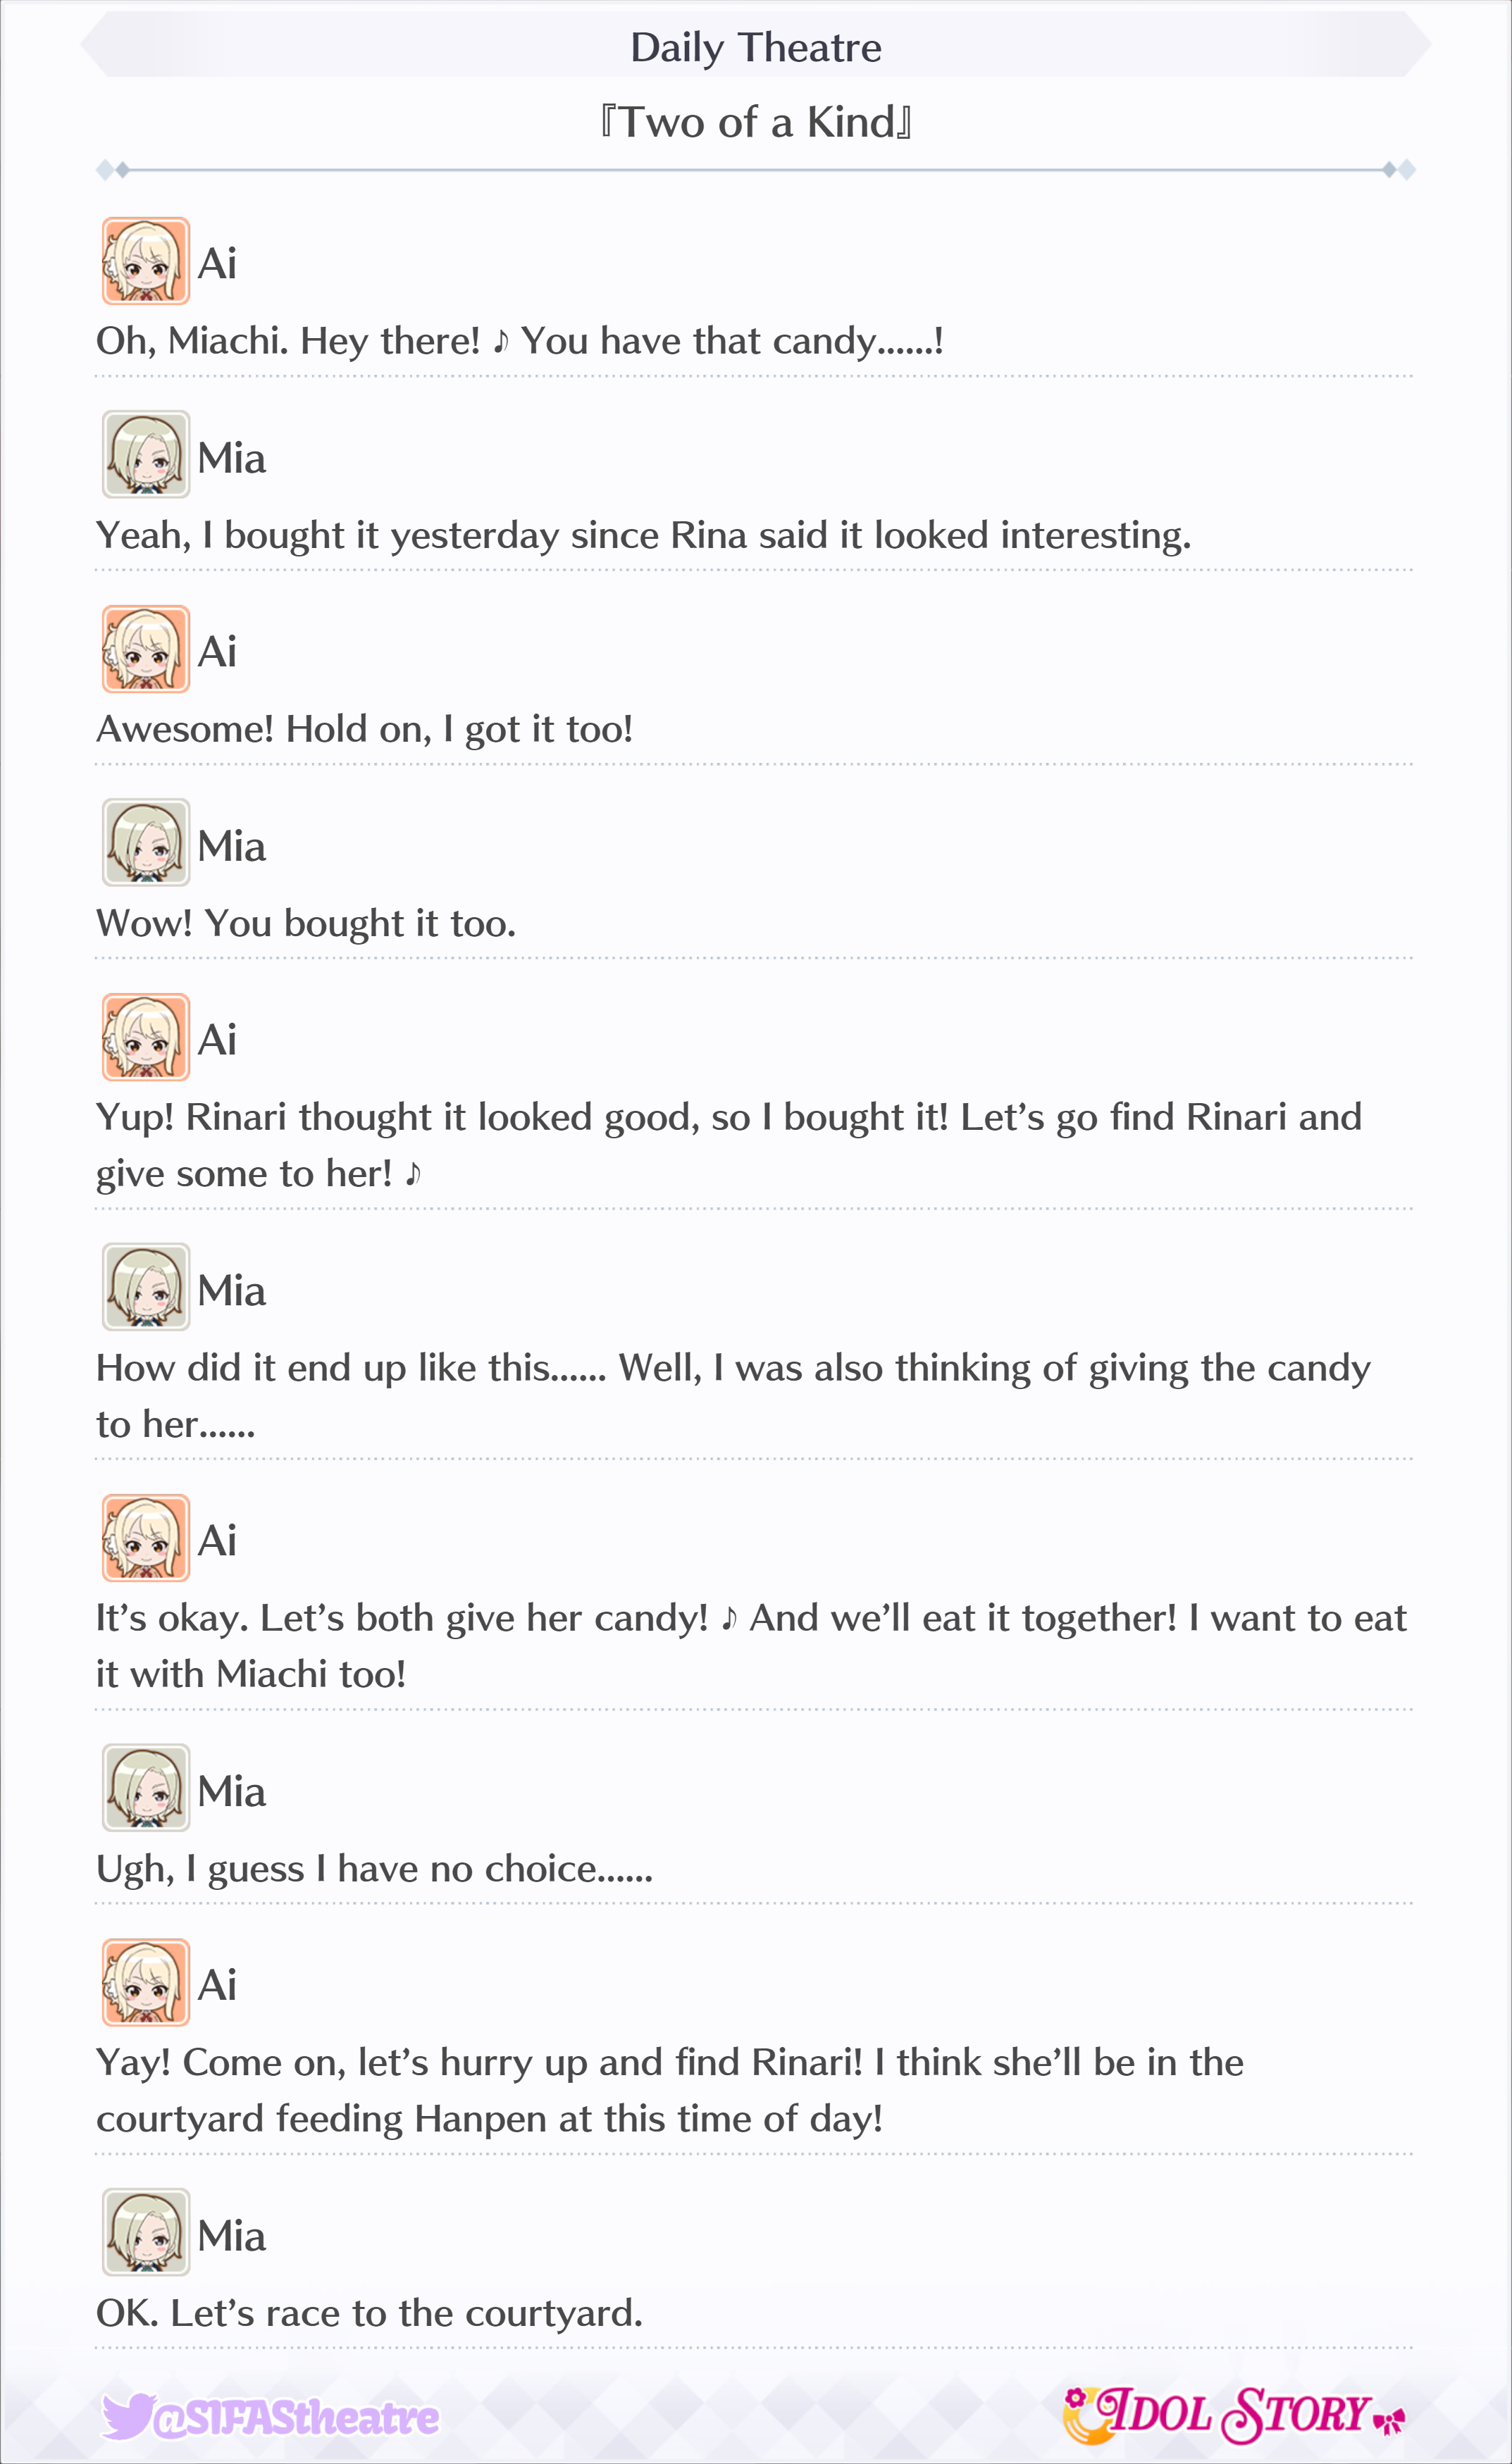 Daily Theatre
『Two of a Kind』
Ai
Oh, Miachi. Hey there! ♪ You have that candy......!
Mia
Yeah, I bought it yesterday since Rina said it looked interesting.
Ai
Awesome! Hold on, I got it too!
Mia
Wow! You bought it too.
Ai
Yup! Rinari thought it looked good, so I bought it! Let’s go find Rinari and
give some to her! ♪
Mia
How did it end up like this...... Well, I was also thinking of giving the candy
to her......
Ai
It’s okay. Let’s both give her candy! ♪ And we’ll eat it together! I want to eat
it with Miachi too!
Mia
Ugh, I guess I have no choice......
Ai
Yay! Come on, let’s hurry up and find Rinari! I think she’ll be in the
courtyard feeding Hanpen at this time of day!
Mia
OK. Let’s race to the courtyard.
@SIFAStheatre
IDOL STORY